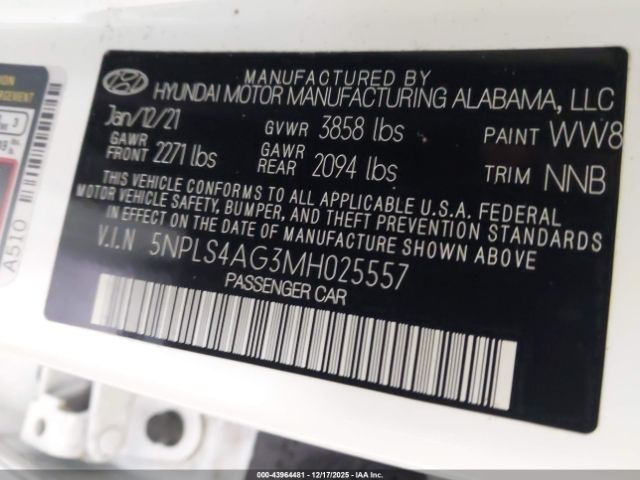 MANUFACTURED BY
HYUNDAI MOTOR MANUFACTURING ALABAMA, LLC
Jan/12/21 GVWR 3858 lbs PAINT WW8
GAWR FRONT 2271 lbs GAWR REAR 2094 lbs TRIM NNB
THIS VEHICLE CONFORMS TO ALL APPLICABLE U.S.A. FEDERAL
MOTOR VEHICLE SAFETY, BUMPER, AND THEFT PREVENTION STANDARDS
IN EFFECT ON THE DATE OF MANUFACTURE SHOWN ABOVE
V.I.N 5NPLS4AG3MH025557
PASSENGER CAR
A510
000-43964481 - 12/17/2025 - IAAI.com